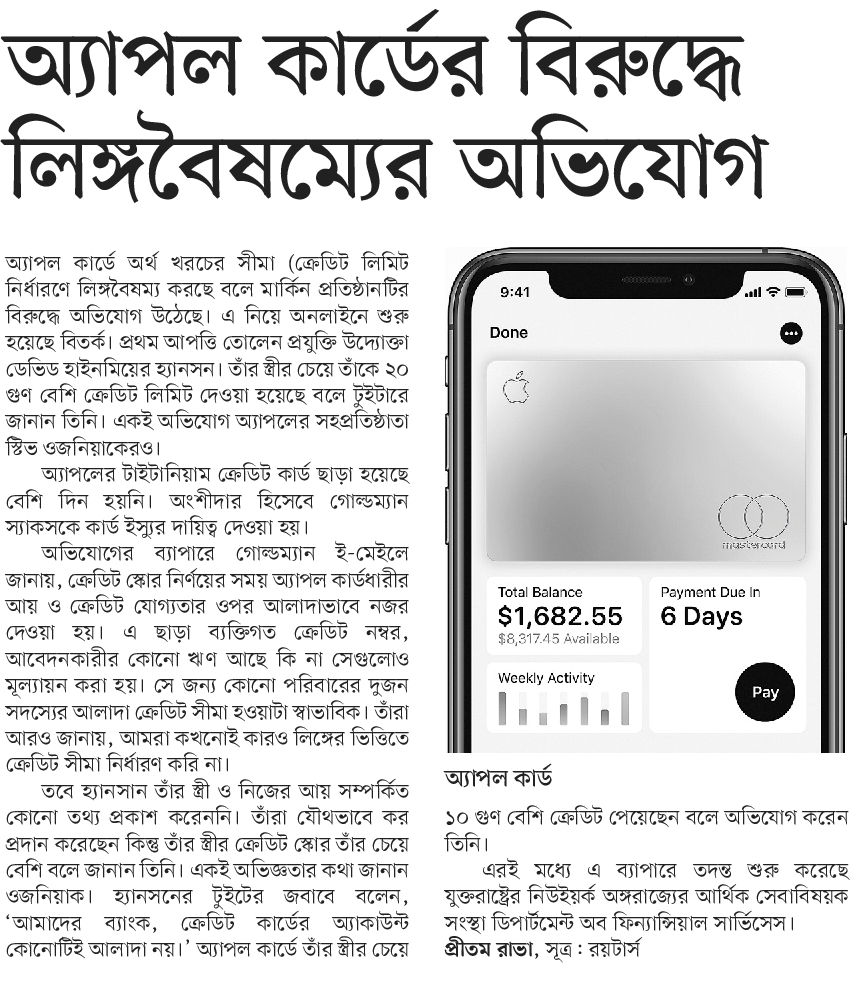 অ্যাপল কার্ডের বিরুদ্ধে
লিঙ্গবৈষম্যের অভিযোগ
অ্যাপল কার্ডে অর্থ খরচের সীমা (ক্রেডিট লিমিট
নির্ধারণে লিঙ্গবৈষম্য করছে বলে মার্কিন প্রতিষ্ঠানটির
বিরুদ্ধে অভিযোগ উঠেছে। এ নিয়ে অনলাইনে শুরু
হয়েছে বিতর্ক। প্রথম আপত্তি তোলেন প্রযুক্তি উদ্যোক্তা
ডেভিড হাইনমিয়ের হ্যানসন। তাঁর স্ত্রীর চেয়ে তাঁকে ২০
গুণ বেশি ক্রেডিট লিমিট দেওয়া হয়েছে বলে টুইটারে
জানান তিনি। একই অভিযোগ অ্যাপলের সহপ্রতিষ্ঠাতা
স্টিভ ওজনিয়াকেরও।
অ্যাপলের টাইটানিয়াম ক্রেডিট কার্ড ছাড়া হয়েছে
বেশি দিন হয়নি। অংশীদার হিসেবে গোল্ডম্যান
স্যাকসকে কার্ড ইস্যুর দায়িত্ব দেওয়া হয়।
অভিযোগের ব্যাপারে গোল্ডম্যান ই-মেইলে
জানায়, ক্রেডিট স্কোর নির্ণয়ের সময় অ্যাপল কার্ডধারীর
আয় ও ক্রেডিট যোগ্যতার ওপর আলাদাভাবে নজর
দেওয়া হয়। এ ছাড়া ব্যক্তিগত ক্রেডিট নম্বর,
আবেদনকারীর কোনো ঋণ আছে কি না সেগুলোও
মূল্যায়ন করা হয়। সে জন্য কোনো পরিবারের দুজন
সদস্যের আলাদা ক্রেডিট সীমা হওয়াটা স্বাভাবিক। তাঁরা
আরও জানায়, আমরা কখনোই কারও লিঙ্গের ভিত্তিতে
ক্রেডিট সীমা নির্ধারণ করি না।
তবে হ্যানসান তাঁর স্ত্রী ও নিজের আয় সম্পর্কিত
কোনো তথ্য প্রকাশ করেননি। তাঁরা যৌথভাবে কর
প্রদান করেছেন কিন্তু তাঁর স্ত্রীর ক্রেডিট স্কোর তাঁর চেয়ে
বেশি বলে জানান তিনি। একই অভিজ্ঞতার কথা জানান
ওজনিয়াক। হ্যানসনের টুইটের জবাবে বলেন,
‘আমাদের ব্যাংক, ক্রেডিট কার্ডের অ্যাকাউন্ট
কোনোটিই আলাদা নয়।’ অ্যাপল কার্ডে তাঁর স্ত্রীর চেয়ে
9:41
Done
mastercard
Total Balance
$1,682.55
$8,317.45 Available
Payment Due In
6 Days
Weekly Activity
Pay
অ্যাপল কার্ড
১০ গুণ বেশি ক্রেডিট পেয়েছেন বলে অভিযোগ করেন
তিনি।
এরই মধ্যে এ ব্যাপারে তদন্ত শুরু করেছে
যুক্তরাষ্ট্রের নিউইয়র্ক অঙ্গরাজ্যের আর্থিক সেবাবিষয়ক
সংস্থা ডিপার্টমেন্ট অব ফিন্যান্সিয়াল সার্ভিসেস।
প্রীতম রাভা, সূত্র : রয়টার্স